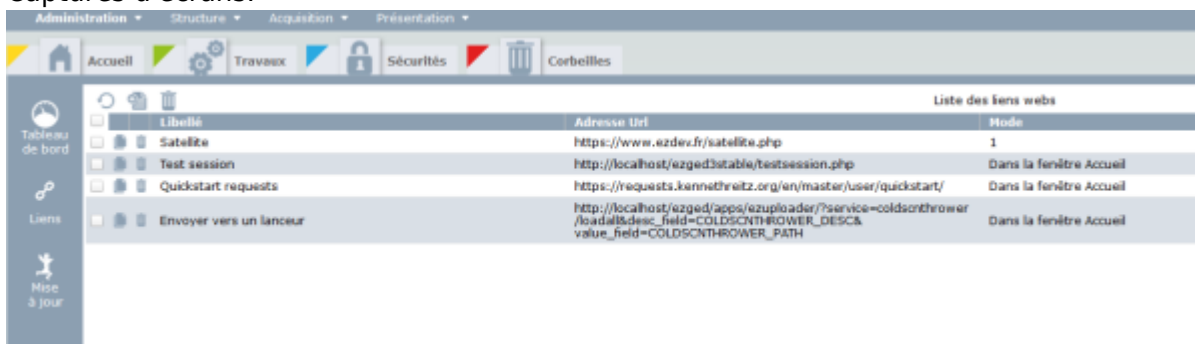 Captures d'écrans:
Administration Structure Acquisition Présentation
Accueil Travaux Sécurités Corbeilles
Liste des liens webs
Libellé Adresse Url Mode
Tableau de bord
Satellite https://www.ezdev.fr/satellite.php 1
Test session http://localhost/ezged3stable/testsession.php Dans la fenêtre Accueil
Quickstart requests https://requests.kennethreitz.org/en/master/user/quickstart/ Dans la fenêtre Accueil
Liens
Envoyer vers un lanceur http://localhost/ezged/apps/ezuploader/?service=coldscnthrower
/loadall&desc_field=COLDSCNTHROWER_DESC& Dans la fenêtre Accueil
value_field=COLDSCNTHROWER_PATH
Mise
à jour